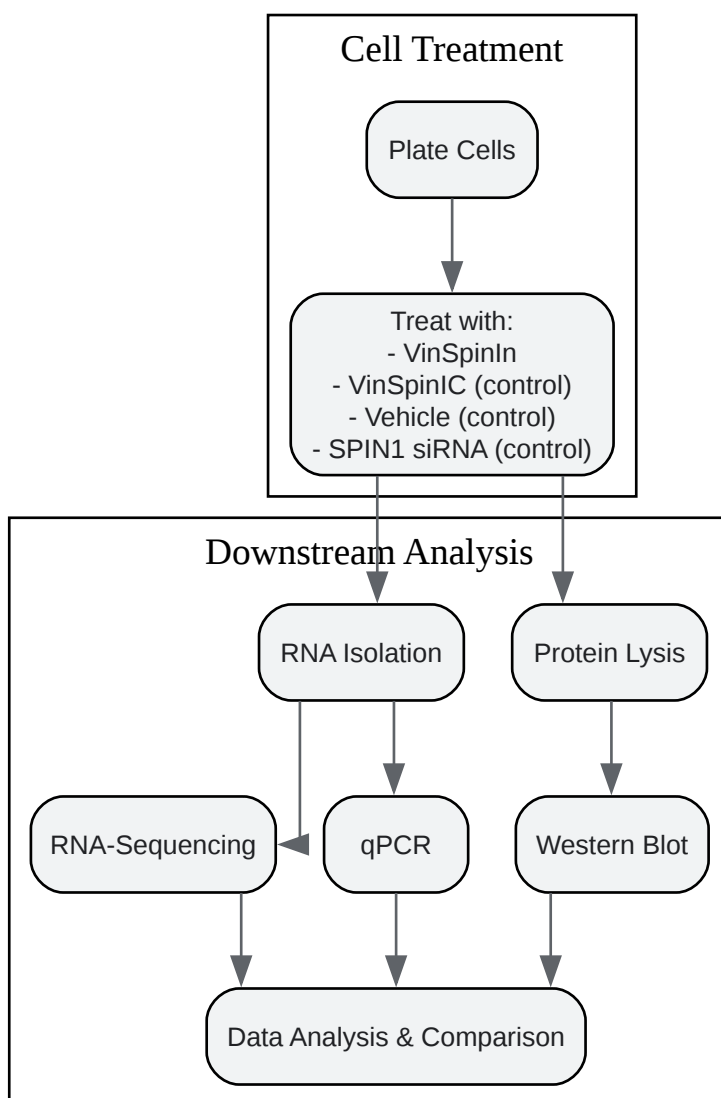 Cell Treatment
Plate Cells
Treat with:
- VinSpinIn
- VinSpinIC (control)
- Vehicle (control)
- SPIN1 siRNA (control)
Downstream Analysis
RNA Isolation
Protein Lysis
RNA-Sequencing
qPCR
Western Blot
Data Analysis & Comparison